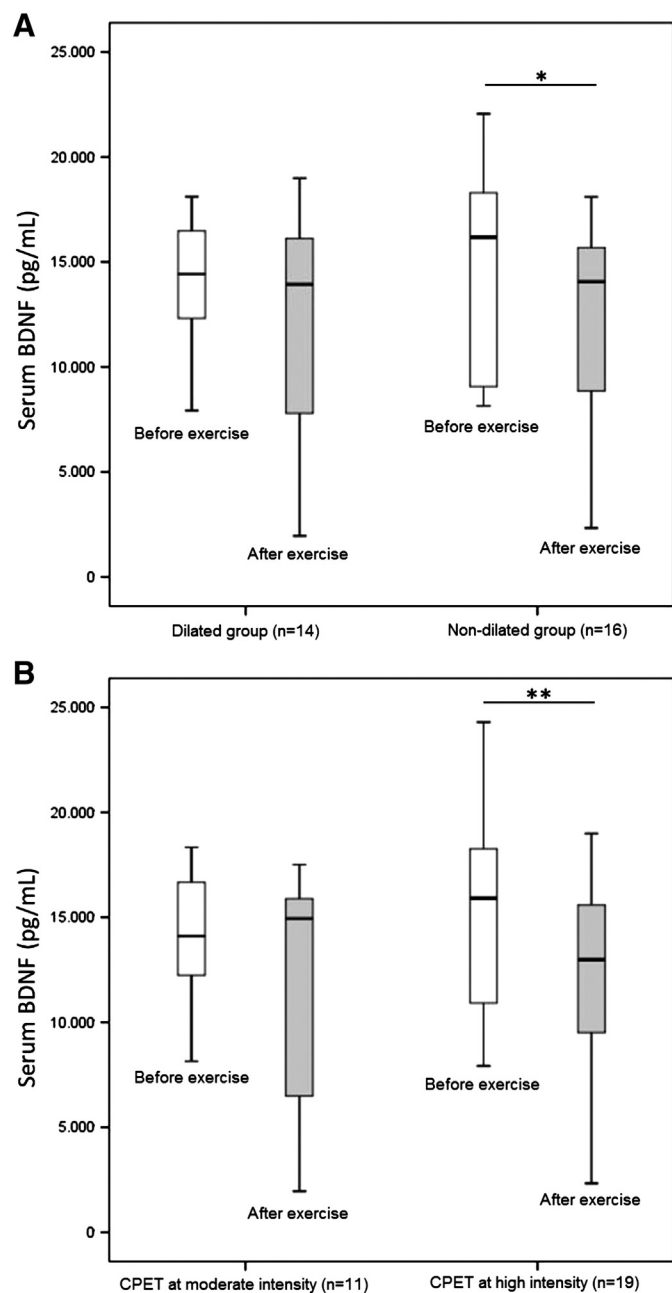 A
25.000
*
20.000
15.000
10.000
5.000
0
Serum BDNF (pg/mL)
Before exercise
After exercise
Before exercise
After exercise
Dilated group (n=14)
Non-dilated group (n=16)
B
25.000
**
20.000
15.000
10.000
5.000
0
Serum BDNF (pg/mL)
Before exercise
After exercise
Before exercise
After exercise
CPET at moderate intensity (n=11)
CPET at high intensity (n=19)